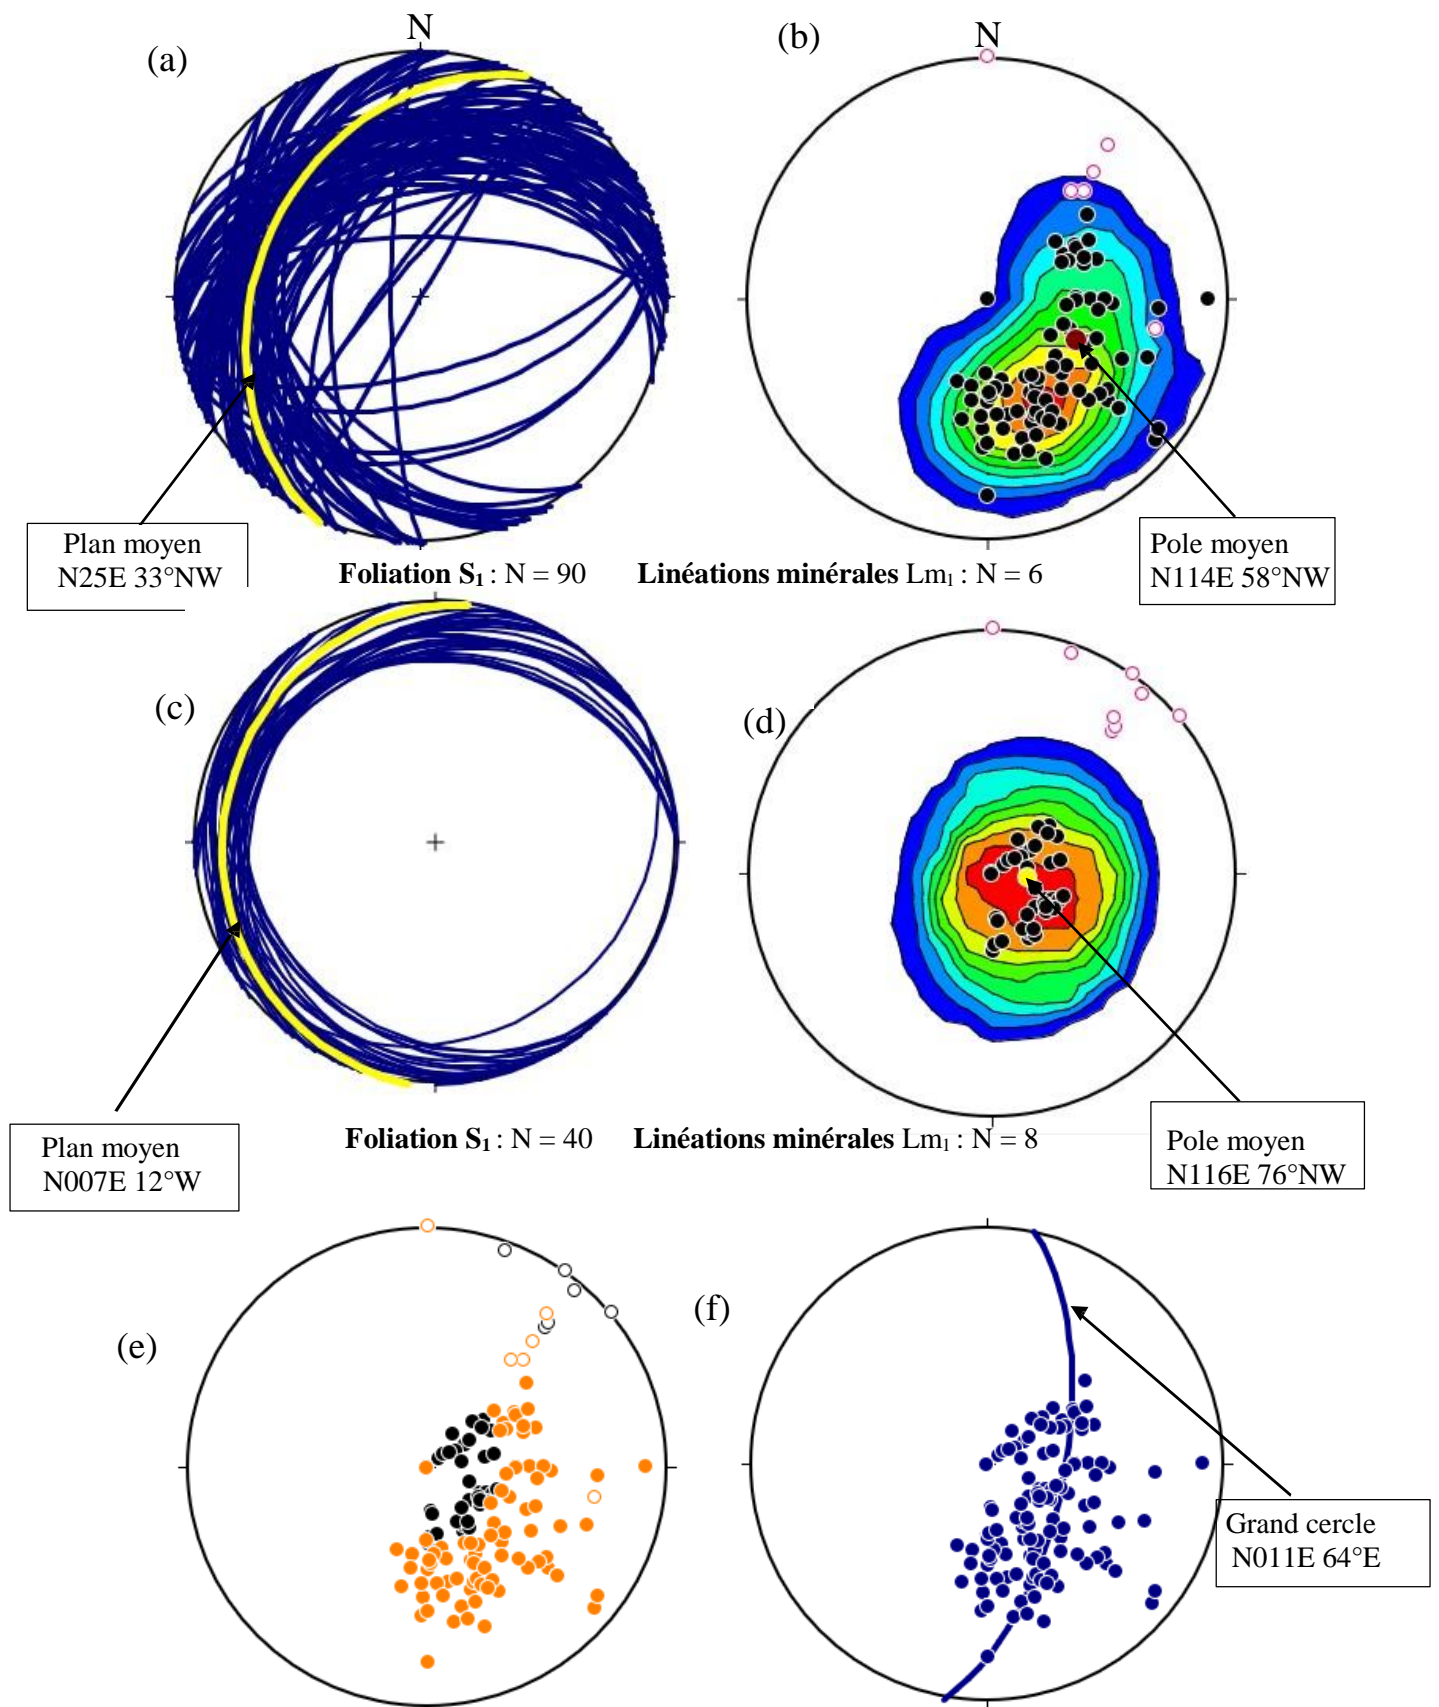 (a)
N
(b)
N
Plan moyen
N25E 33°NW
Pole moyen
N114E 58°NW
Foliation S₁ : N = 90 Linéations minérales Lm₁ : N = 6
(c)
(d)
Plan moyen
N007E 12°W
Pole moyen
N116E 76°NW
Foliation S₁ : N = 40 Linéations minérales Lm₁ : N = 8
(e)
(f)
Grand cercle
N011E 64°E